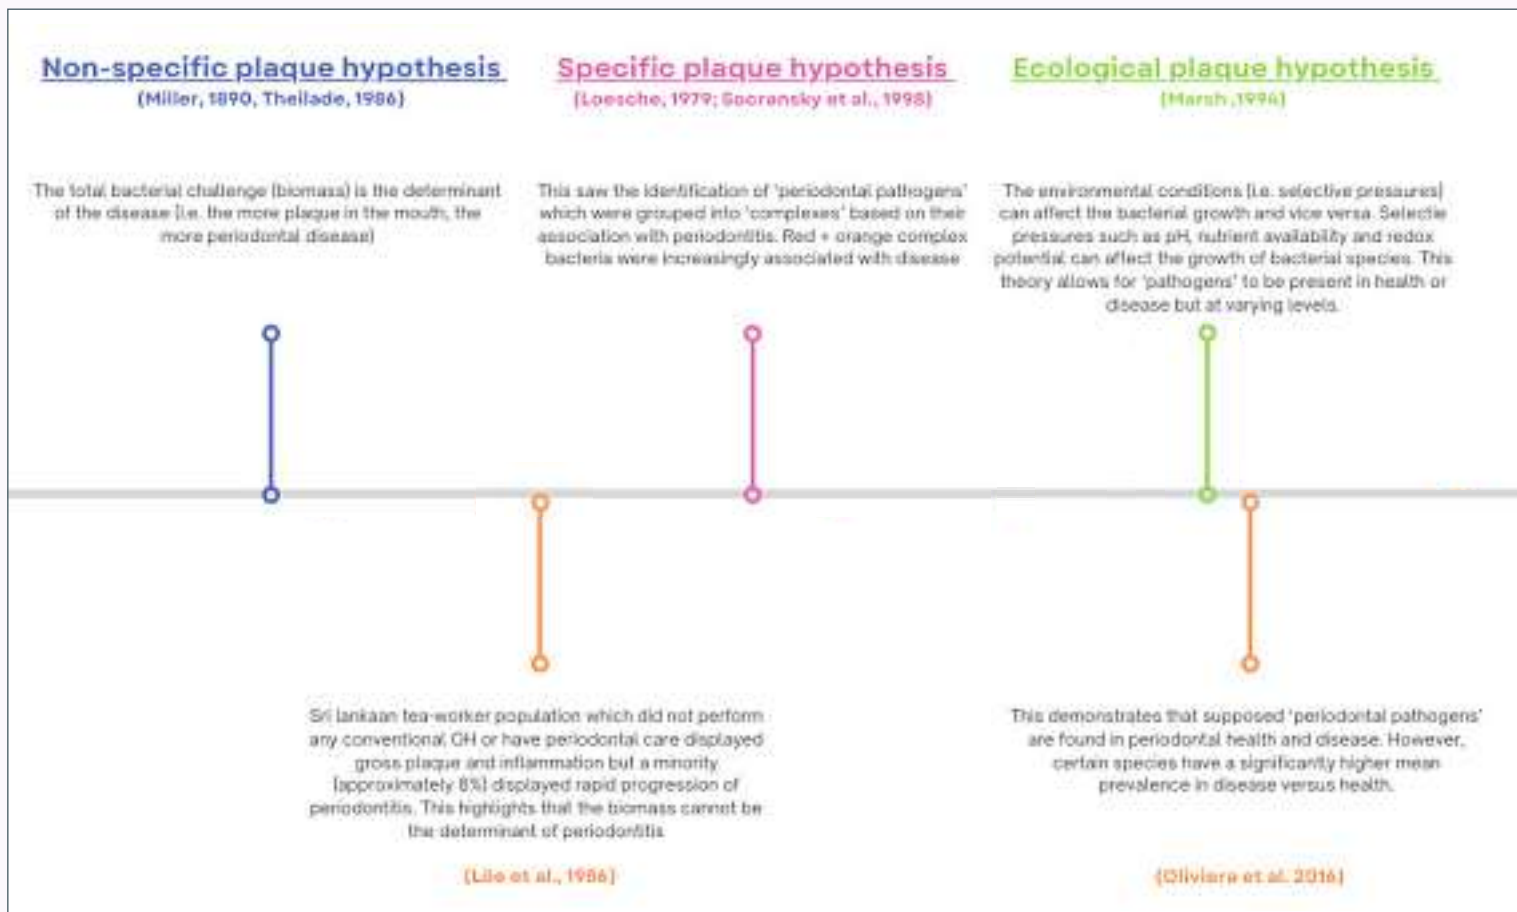 Non-specific plaque hypothesis
(Miller, 1890, Theilade, 1986)
The total bacterial challenge (biomass) is the determinant
of the disease (i.e. the more plaque in the mouth, the
more periodontal disease)
Specific plaque hypothesis
(Loesche, 1979; Socransky et al., 1998)
This saw the identification of 'periodontal pathogens'
which were grouped into 'complexes' based on their
association with periodontitis. Red + orange complex
bacteria were increasingly associated with disease
Ecological plaque hypothesis
(Marsh ,1994)
The environmental conditions (i.e. selective pressures)
can affect the bacterial growth and vice versa. Selectie
pressures such as pH, nutrient availability and redox
potential can affect the growth of bacterial species. This
theory allows for 'pathogens' to be present in health or
disease but at varying levels.
Sri lankaan tea-worker population which did not perform
any conventional OH or have periodontal care displayed
gross plaque and inflammation but a minority
(approximately 8%) displayed rapid progression of
periodontitis. This highlights that the biomass cannot be
the determinant of periodontitis
(Löe et al., 1986)
This demonstrates that supposed 'periodontal pathogens'
are found in periodontal health and disease. However,
certain species have a significantly higher mean
prevalence in disease versus health.
(Oliviera et al. 2016)